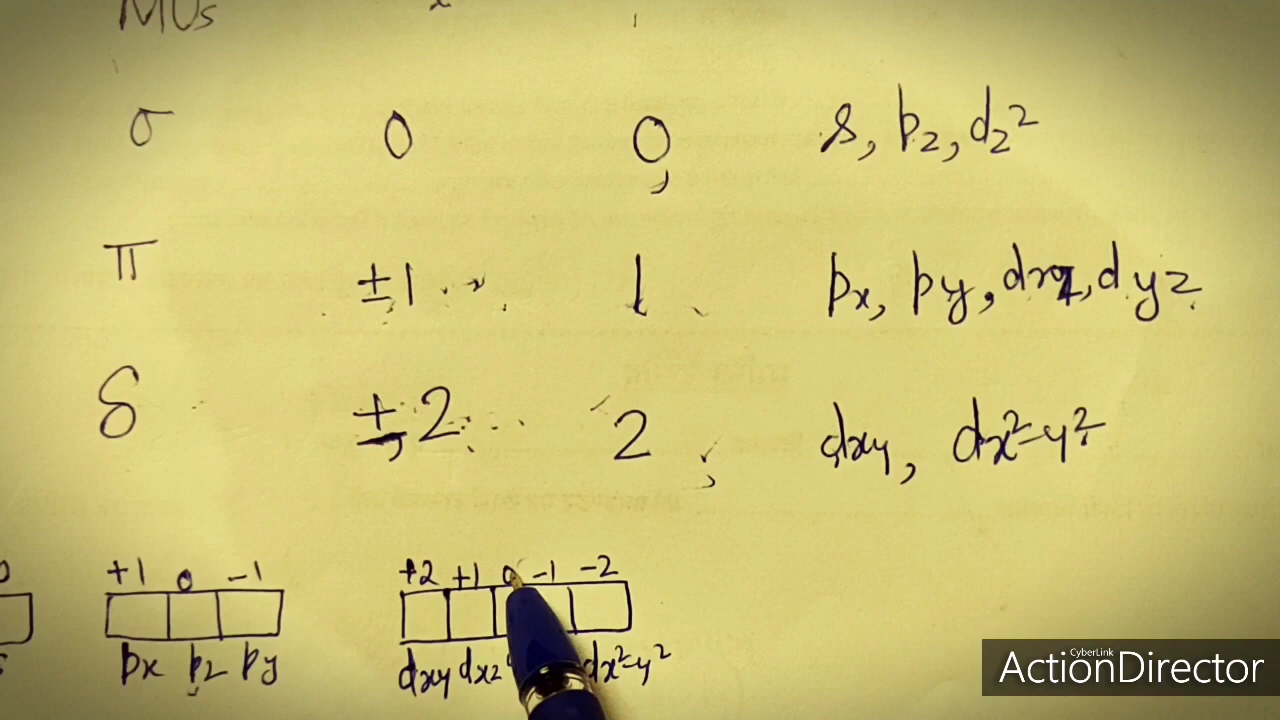 MOs
σ 0 0, s, pz, dz²
π ±1 1 px, py, dxz, dyz
δ ±2 2 ; dxy, dx²-y²
+1 0 -1 +2 +1 0 -1 -2
px pz py dxy dxz dx²-y²
CyberLink
ActionDirector